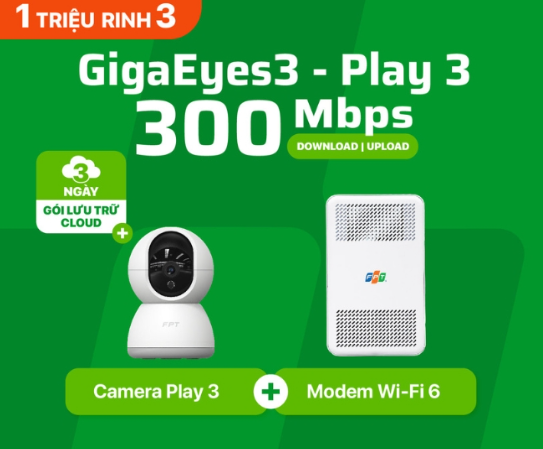 1 TRIỆU RINH 3
GigaEyes3 - Play 3
300 Mbps
DOWNLOAD | UPLOAD
3
NGÀY
GÓI LƯU TRỮ
CLOUD
+
FPT
FPT
Camera Play 3 + Modem Wi-Fi 6